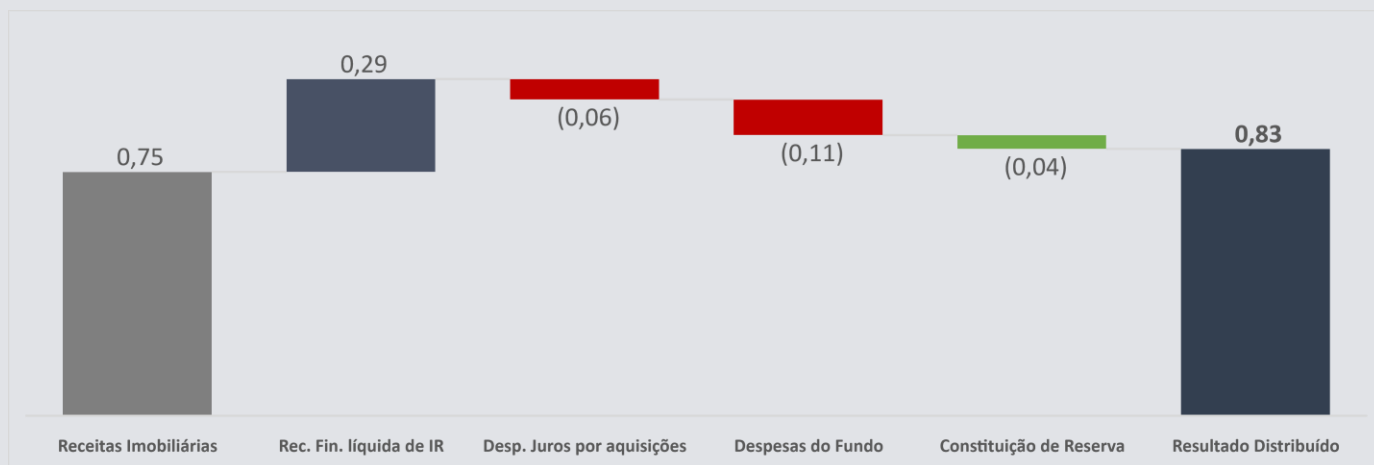 0,75
0,29
(0,06)
(0,11)
(0,04)
0,83
Receitas Imobiliárias
Rec. Fin. líquida de IR
Desp. Juros por aquisições
Despesas do Fundo
Constituição de Reserva
Resultado Distribuído